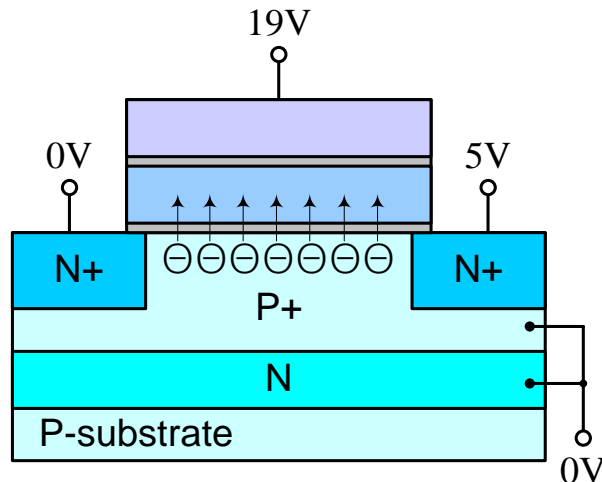 19V
0V
5V
N+
N+
P+
N
P-substrate
0V